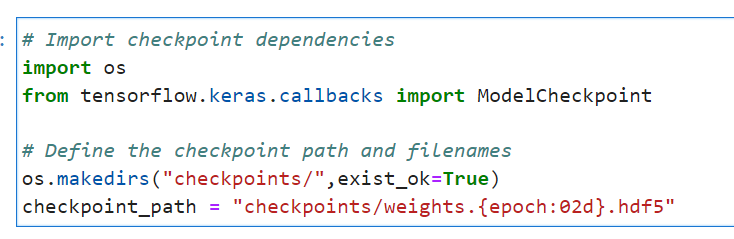 :
# Import checkpoint dependencies
import os
from tensorflow.keras.callbacks import ModelCheckpoint
# Define the checkpoint path and filenames
os.makedirs("checkpoints/",exist_ok=True)
checkpoint_path = "checkpoints/weights.{epoch:02d}.hdf5"